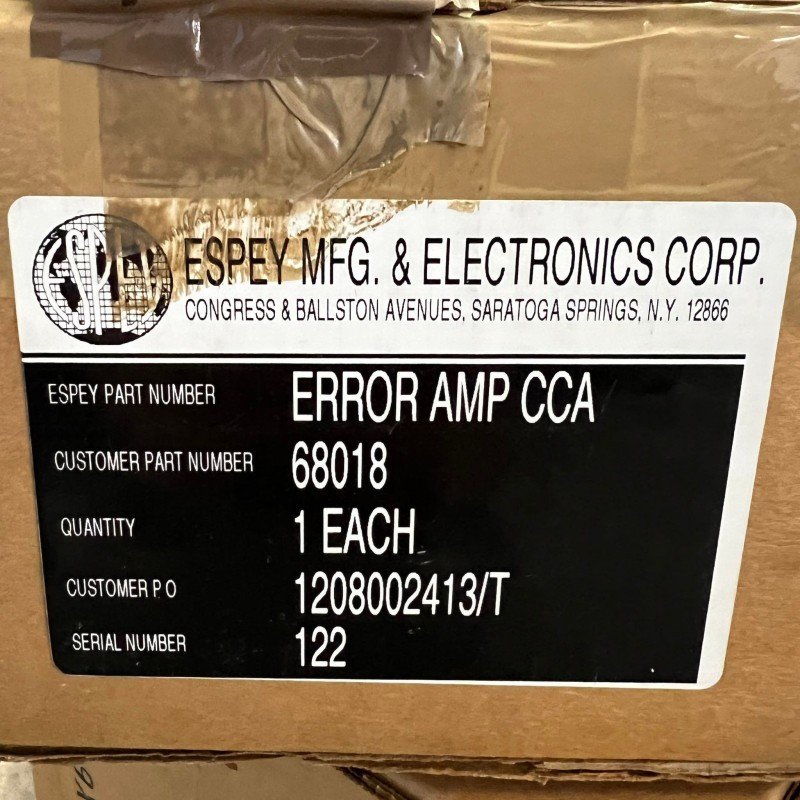 ESPEY
ESPEY MFG. & ELECTRONICS CORP.
CONGRESS & BALLSTON AVENUES, SARATOGA SPRINGS, N.Y. 12866
ESPEY PART NUMBER ERROR AMP CCA
CUSTOMER PART NUMBER 68018
QUANTITY 1 EACH
CUSTOMER P O 1208002413/T
SERIAL NUMBER 122